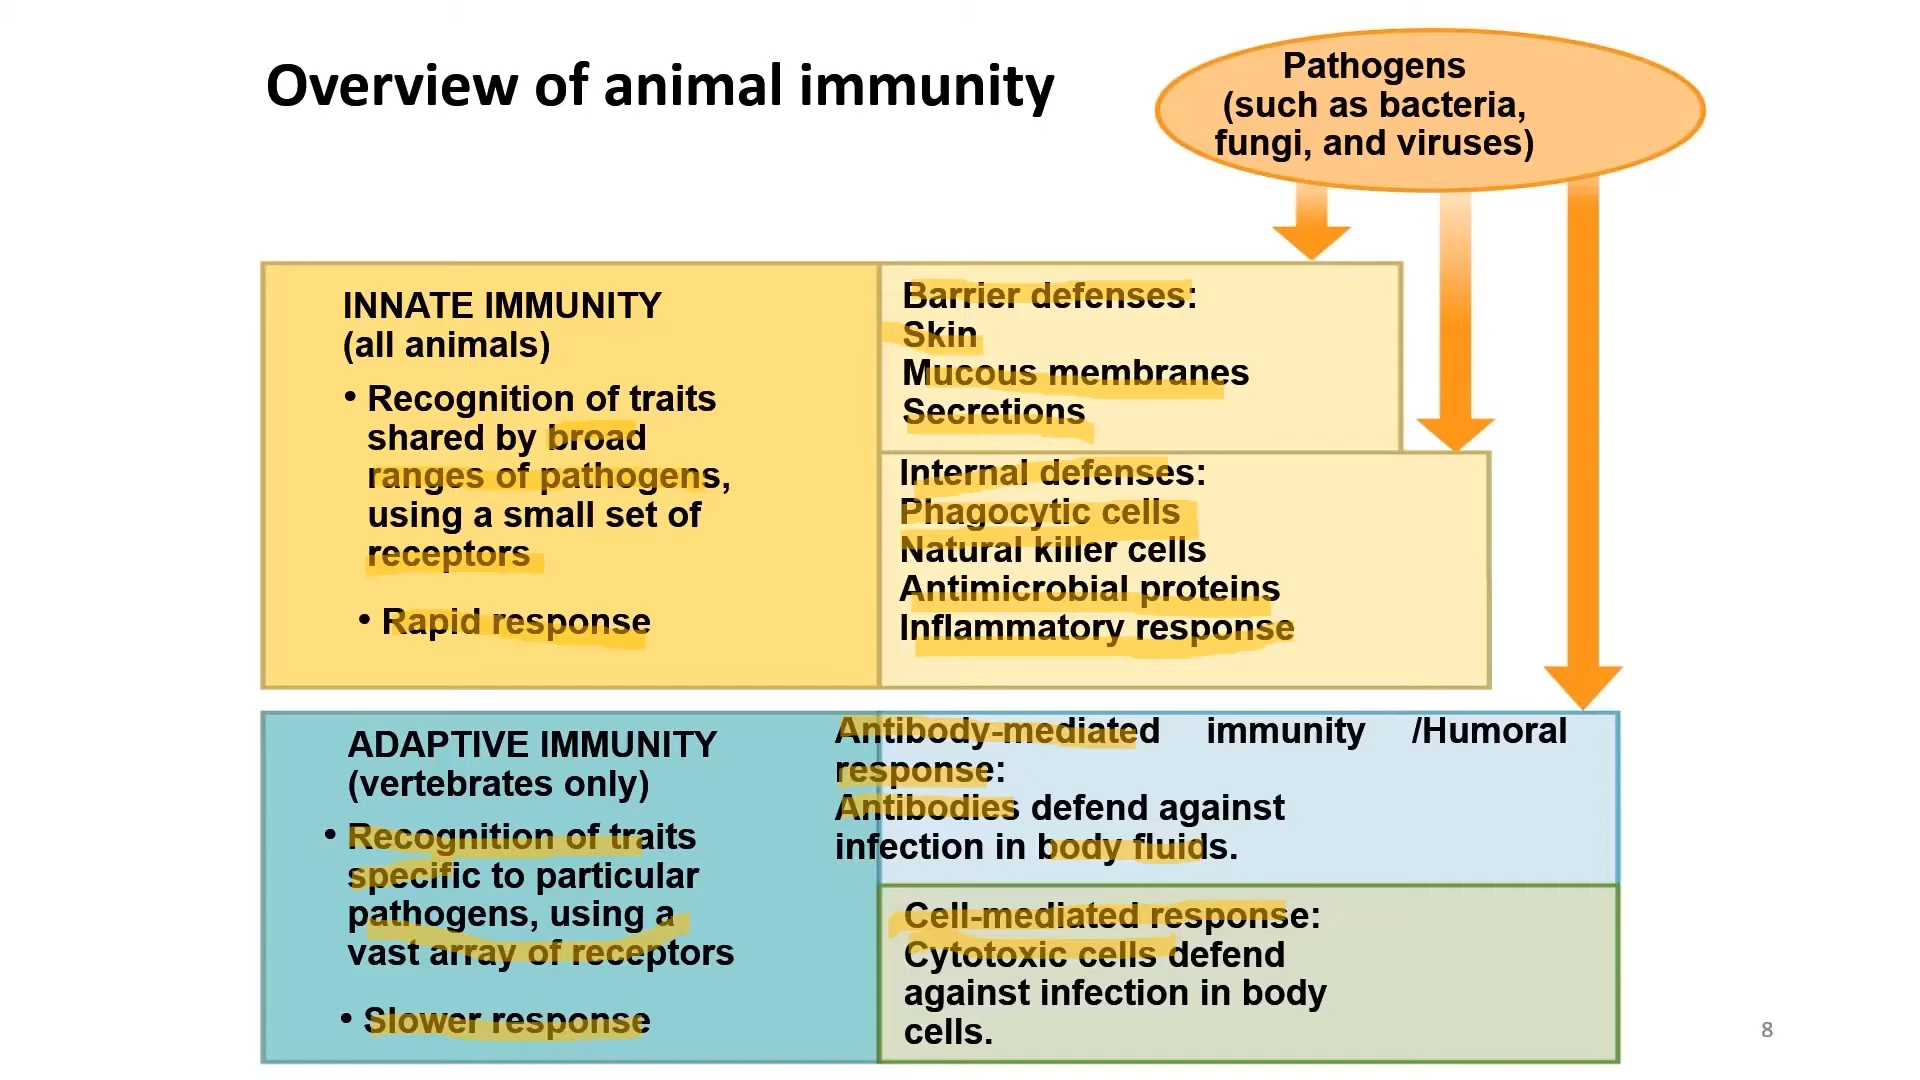 Overview of animal immunity
Pathogens
(such as bacteria,
fungi, and viruses)
INNATE IMMUNITY
(all animals)
• Recognition of traits
shared by broad
ranges of pathogens,
using a small set of
receptors
• Rapid response
Barrier defenses:
Skin
Mucous membranes
Secretions
Internal defenses:
Phagocytic cells
Natural killer cells
Antimicrobial proteins
Inflammatory response
ADAPTIVE IMMUNITY
(vertebrates only)
• Recognition of traits
specific to particular
pathogens, using a
vast array of receptors
• Slower response
Antibody-mediated immunity /Humoral
response:
Antibodies defend against
infection in body fluids.
Cell-mediated response:
Cytotoxic cells defend
against infection in body
cells.
8